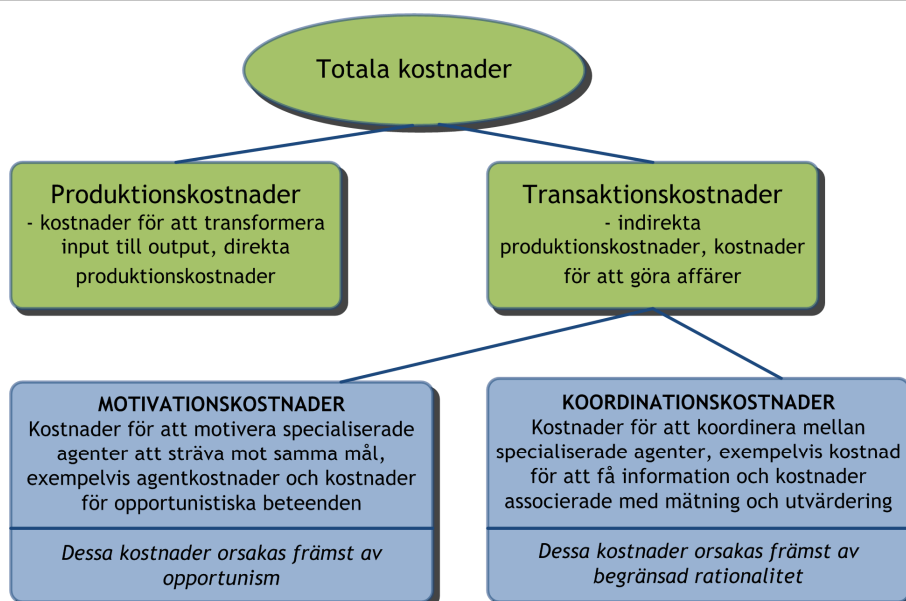 Totala kostnader
Produktionskostnader
- kostnader för att transformera
input till output, direkta
produktionskostnader
Transaktionskostnader
- indirekta
produktionskostnader, kostnader
för att göra affärer
MOTIVATIONSKOSTNADER
Kostnader för att motivera specialiserade
agenter att sträva mot samma mål,
exempelvis agentkostnader och kostnader
för opportunistiska beteenden
Dessa kostnader orsakas främst av
opportunism
KOORDINATIONSKOSTNADER
Kostnader för att koordinera mellan
specialiserade agenter, exempelvis kostnad
för att få information och kostnader
associerade med mätning och utvärdering
Dessa kostnader orsakas främst av
begränsad rationalitet